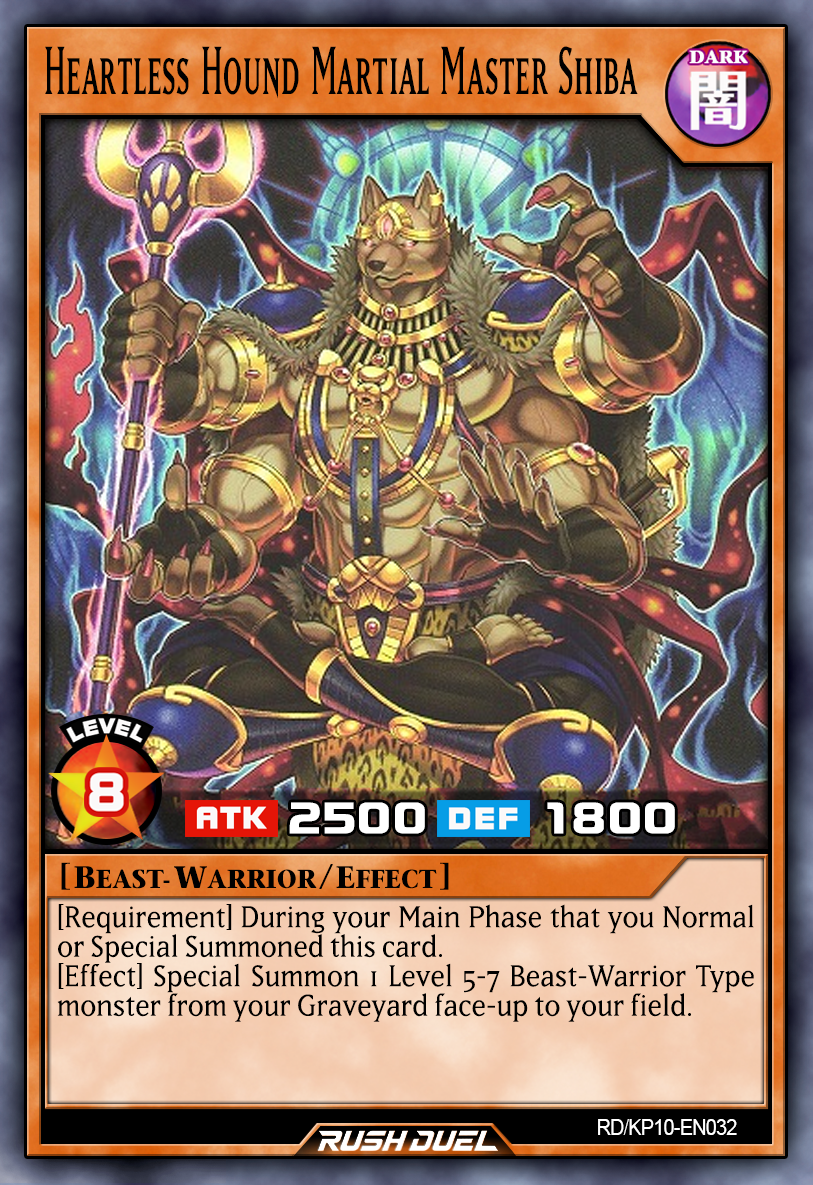 Heartless Hound Martial Master Shiba
DARK
闇
LEVEL
8
ATK 2500 DEF 1800
[Beast-Warrior/Effect]
[Requirement] During your Main Phase that you Normal
or Special Summoned this card.
[Effect] Special Summon 1 Level 5-7 Beast-Warrior Type
monster from your Graveyard face-up to your field.
RUSH DUEL
RD/KP10-EN032